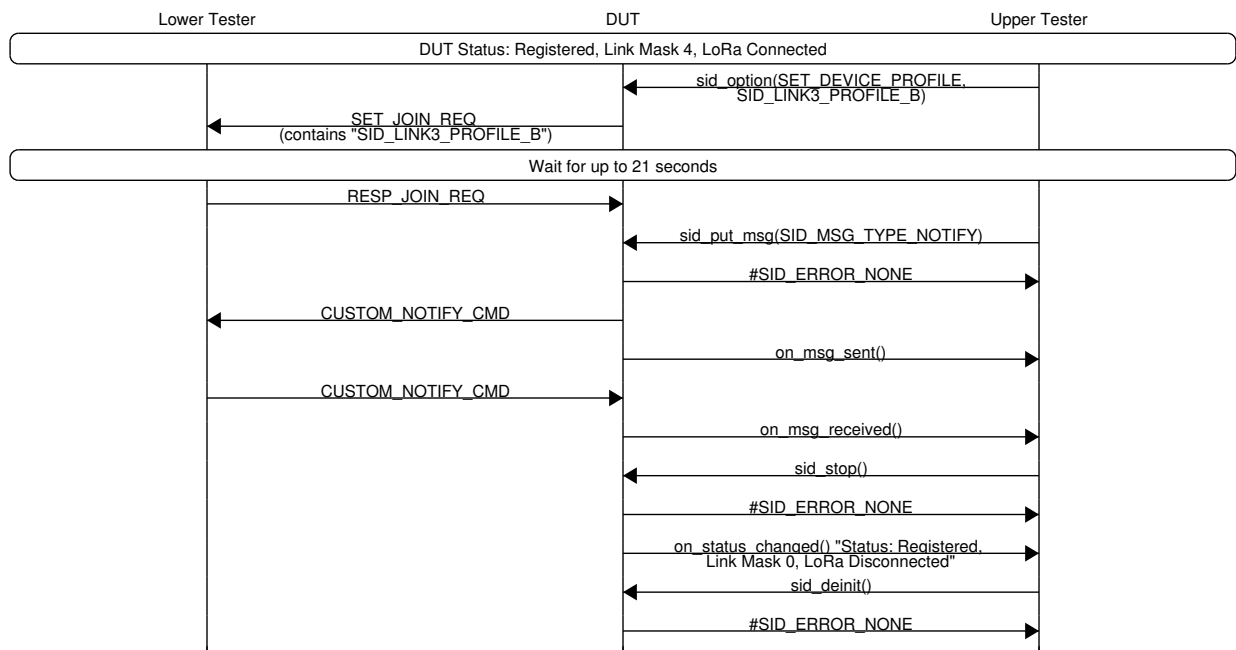 Lower Tester
DUT
Upper Tester
DUT Status: Registered, Link Mask 4, LoRa Connected
sid_option(SET_DEVICE_PROFILE,
SID_LINK3_PROFILE_B)
SET_JOIN_REQ
(contains "SID_LINK3_PROFILE_B")
Wait for up to 21 seconds
RESP_JOIN_REQ
sid_put_msg(SID_MSG_TYPE_NOTIFY)
#SID_ERROR_NONE
CUSTOM_NOTIFY_CMD
on_msg_sent()
CUSTOM_NOTIFY_CMD
on_msg_received()
sid_stop()
#SID_ERROR_NONE
on_status_changed() "Status: Registered,
Link Mask 0, LoRa Disconnected"
sid_deinit()
#SID_ERROR_NONE